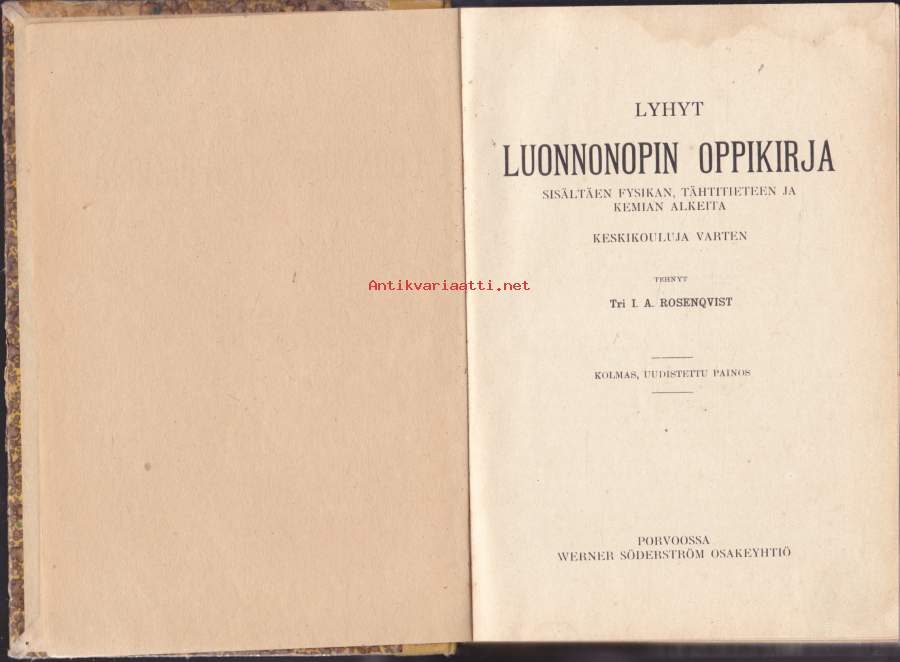 LYHYT
LUONNONOPIN OPPIKIRJA
SISÄLTÄEN FYSIKAN, TÄHTITIETEEN JA
KEMIAN ALKEITA
KESKIKOULUJA VARTEN
TEHNYT
Tri I. A. ROSENQVIST
KOLMAS, UUDISTETTU PAINOS
PORVOOSSA
WERNER SÖDERSTRÖM OSAKEYHTIÖ
Antikvariaatti.net